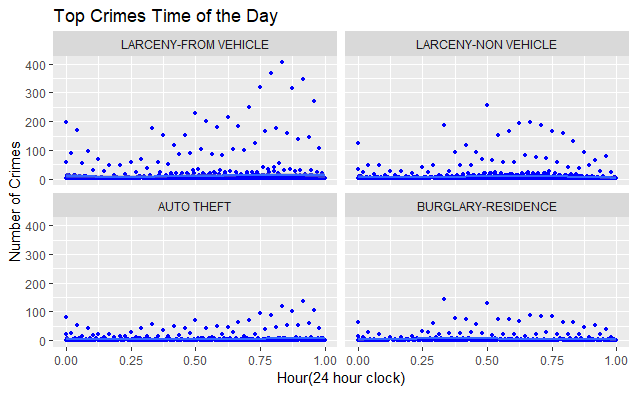 Top Crimes Time of the Day
LARCENY-FROM VEHICLE
LARCENY-NON VEHICLE
400
300
200
100
0
AUTO THEFT
BURGLARY-RESIDENCE
400
300
200
100
0
Number of Crimes
0.00 0.25 0.50 0.75 1.00
0.00 0.25 0.50 0.75 1.00
Hour(24 hour clock)